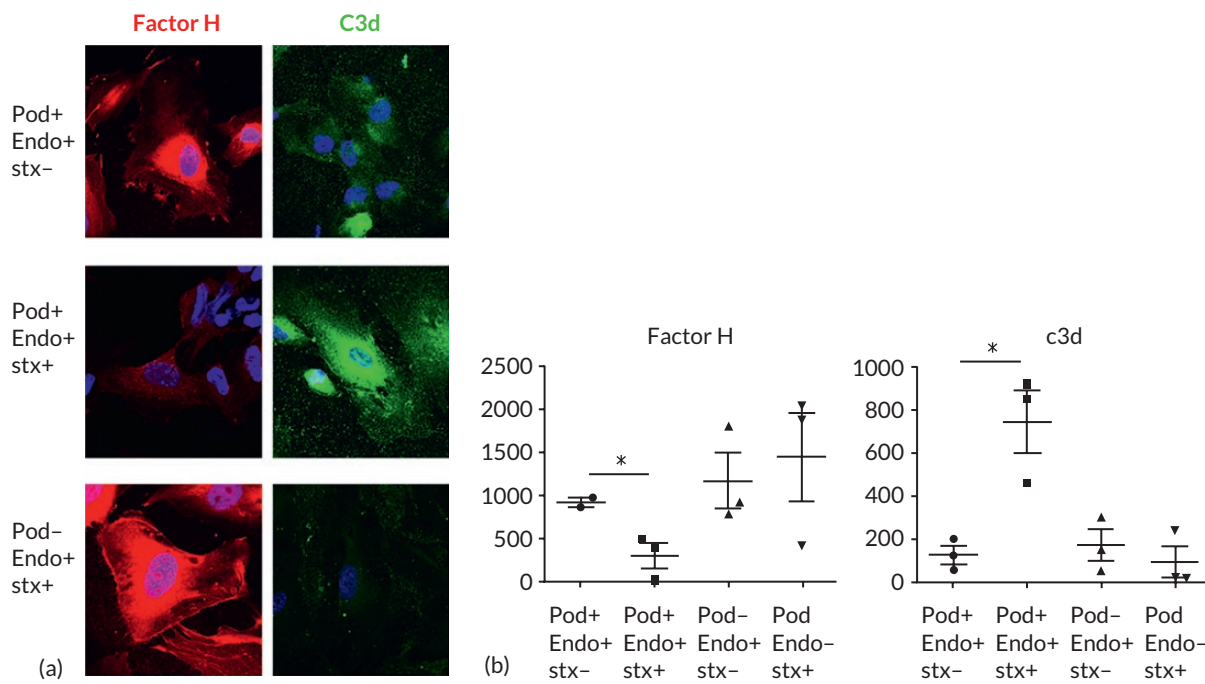 Factor H
C3d
Pod+
Endo+
stx–
Pod+
Endo+
stx+
Pod–
Endo+
stx+
(a)
Factor H
*
2500
2000
1500
1000
500
0
Pod+ Pod+ Pod– Pod
Endo+ Endo+ Endo+ Endo–
stx– stx+ stx– stx+
(b)
c3d
*
1000
800
600
400
200
0
Pod+ Pod+ Pod– Pod
Endo+ Endo+ Endo+ Endo–
stx– stx+ stx– stx+